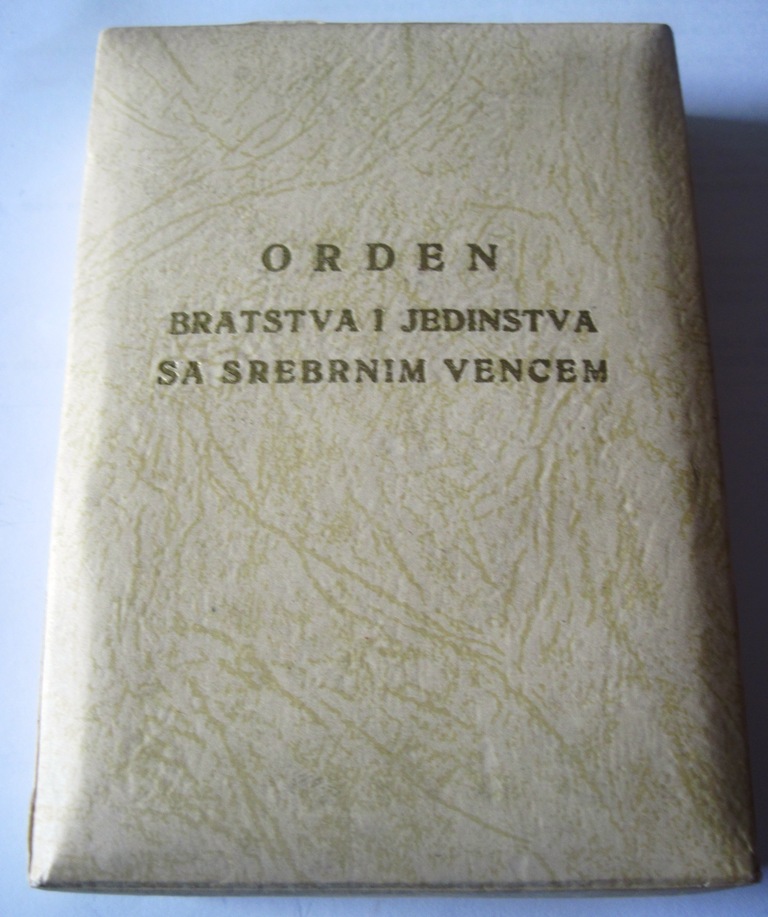 ORDEN
BRATSTVA I JEDINSTVA
SA SREBRNIM VENCEM